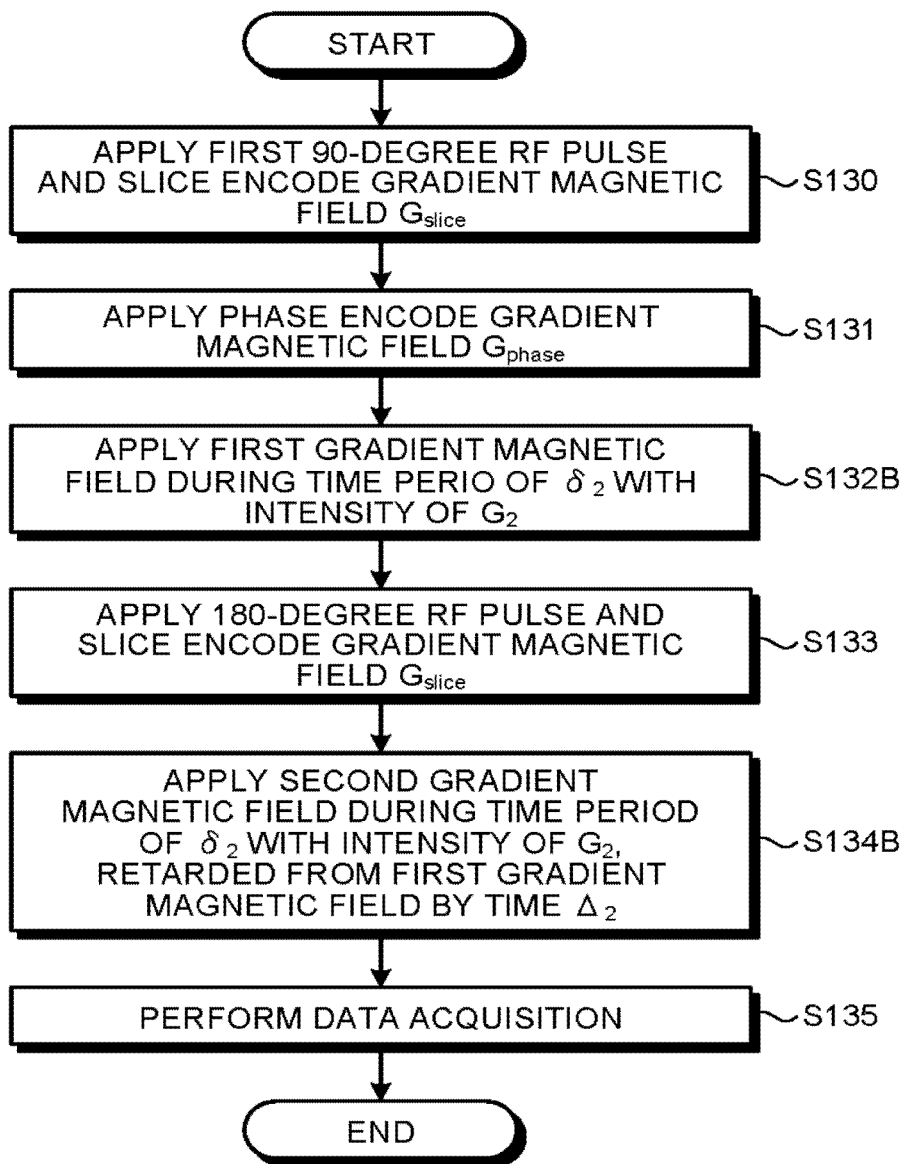 START
APPLY FIRST 90-DEGREE RF PULSE
AND SLICE ENCODE GRADIENT MAGNETIC
FIELD Gslice
S130
APPLY PHASE ENCODE GRADIENT
MAGNETIC FIELD Gphase
S131
APPLY FIRST GRADIENT MAGNETIC
FIELD DURING TIME PERIO OF δ2 WITH
INTENSITY OF G2
S132B
APPLY 180-DEGREE RF PULSE AND
SLICE ENCODE GRADIENT MAGNETIC
FIELD Gslice
S133
APPLY SECOND GRADIENT
MAGNETIC FIELD DURING TIME PERIOD
OF δ2 WITH INTENSITY OF G2,
RETARDED FROM FIRST GRADIENT
MAGNETIC FIELD BY TIME Δ2
S134B
PERFORM DATA ACQUISITION
S135
END